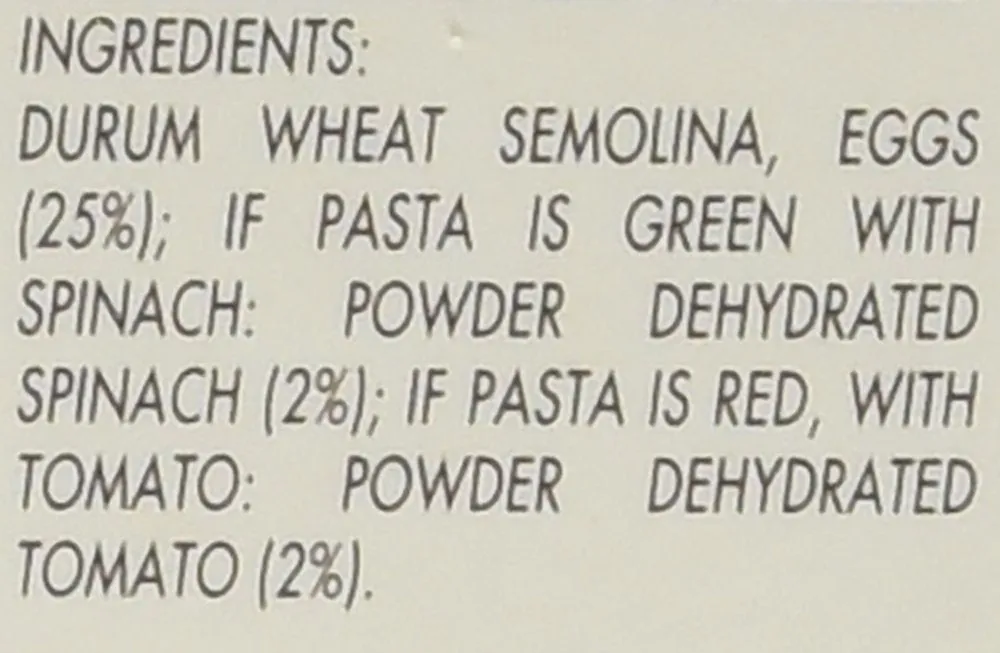 INGREDIENTS:
DURUM WHEAT SEMOLINA, EGGS
(25%); IF PASTA IS GREEN WITH
SPINACH: POWDER DEHYDRATED
SPINACH (2%); IF PASTA IS RED, WITH
TOMATO: POWDER DEHYDRATED
TOMATO (2%).